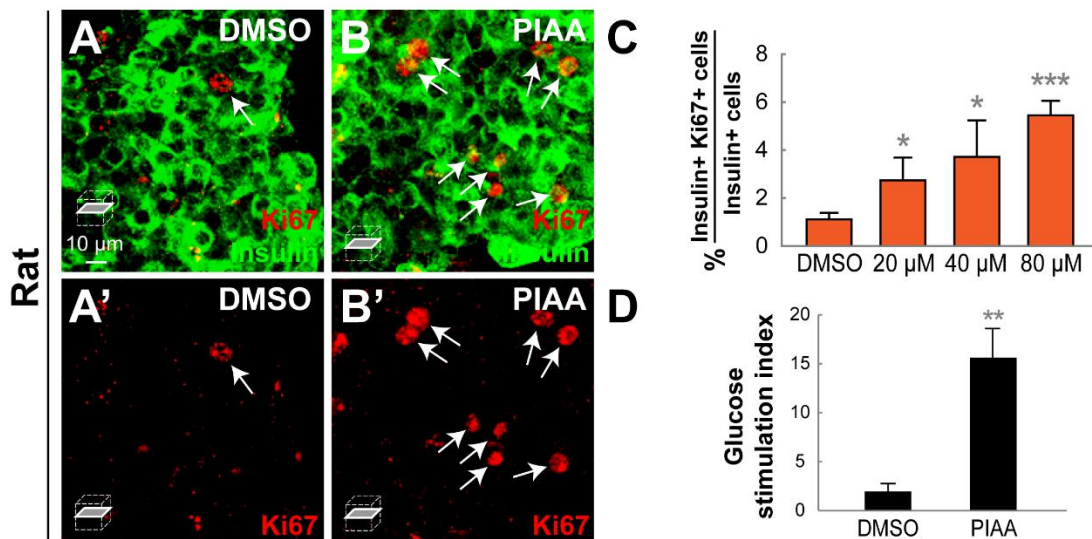 Rat
A
DMSO
10 µm
Ki67
Insulin
B
PIAA
Ki67
Insulin
A'
DMSO
Ki67
B'
PIAA
Ki67
C
% Insulin+ Ki67+ cells
Insulin+ cells
8
6
4
2
0
*
*
***
DMSO
20 µM
40 µM
80 µM
D
Glucose
stimulation index
20
15
10
5
0
**
DMSO
PIAA